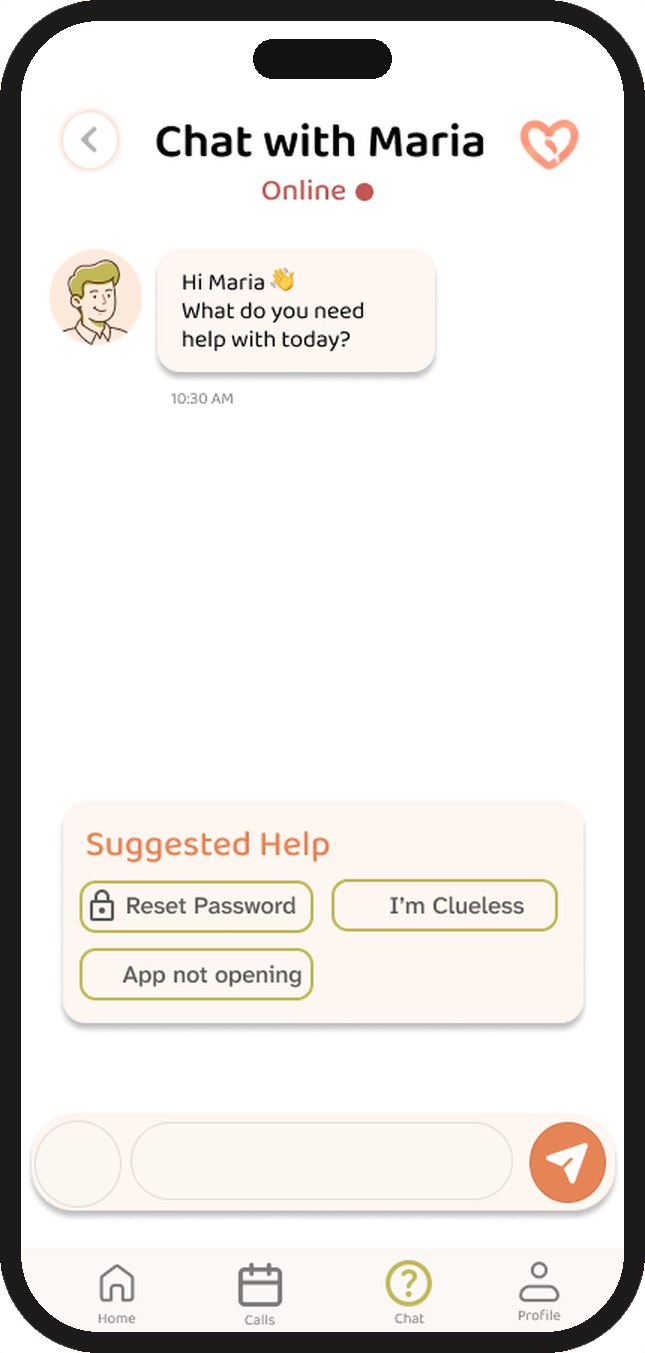 Chat with Maria
Online
Hi Maria 👋
What do you need
help with today?
10:30 AM
Suggested Help
Reset Password
I'm Clueless
App not opening
Home
Calls
Chat
Profile